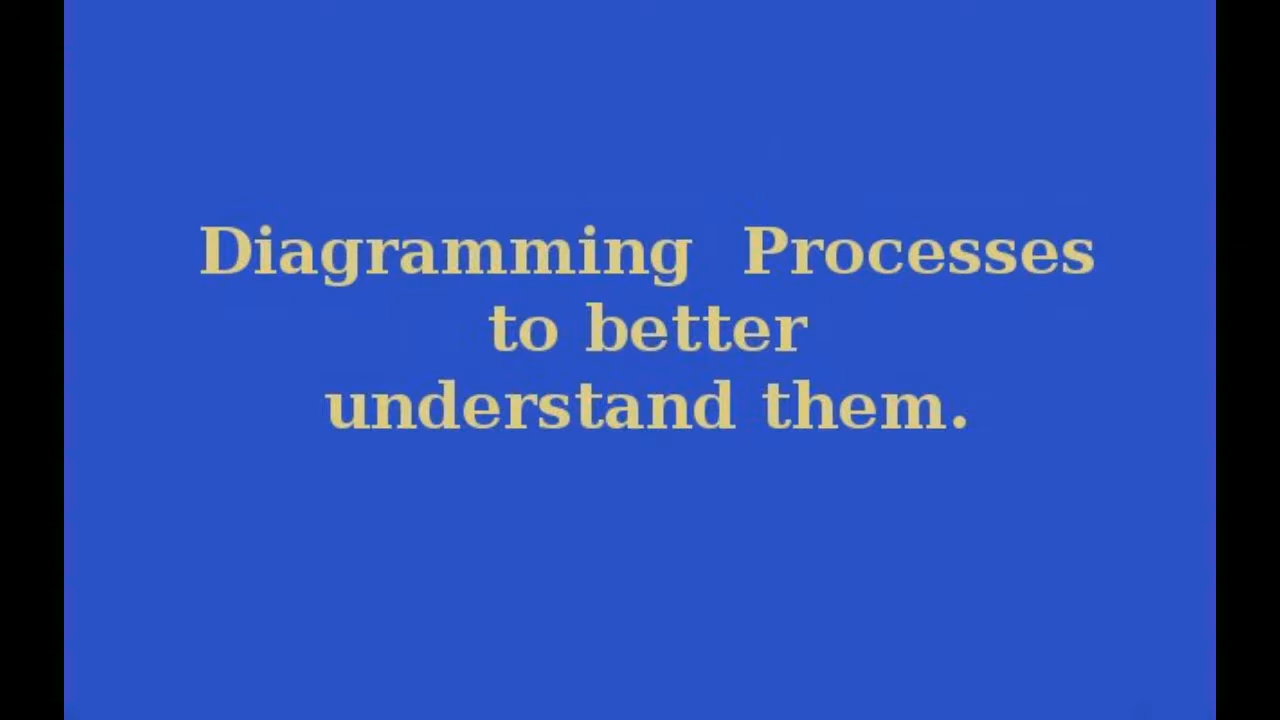 Diagramming Processes
to better
understand them.